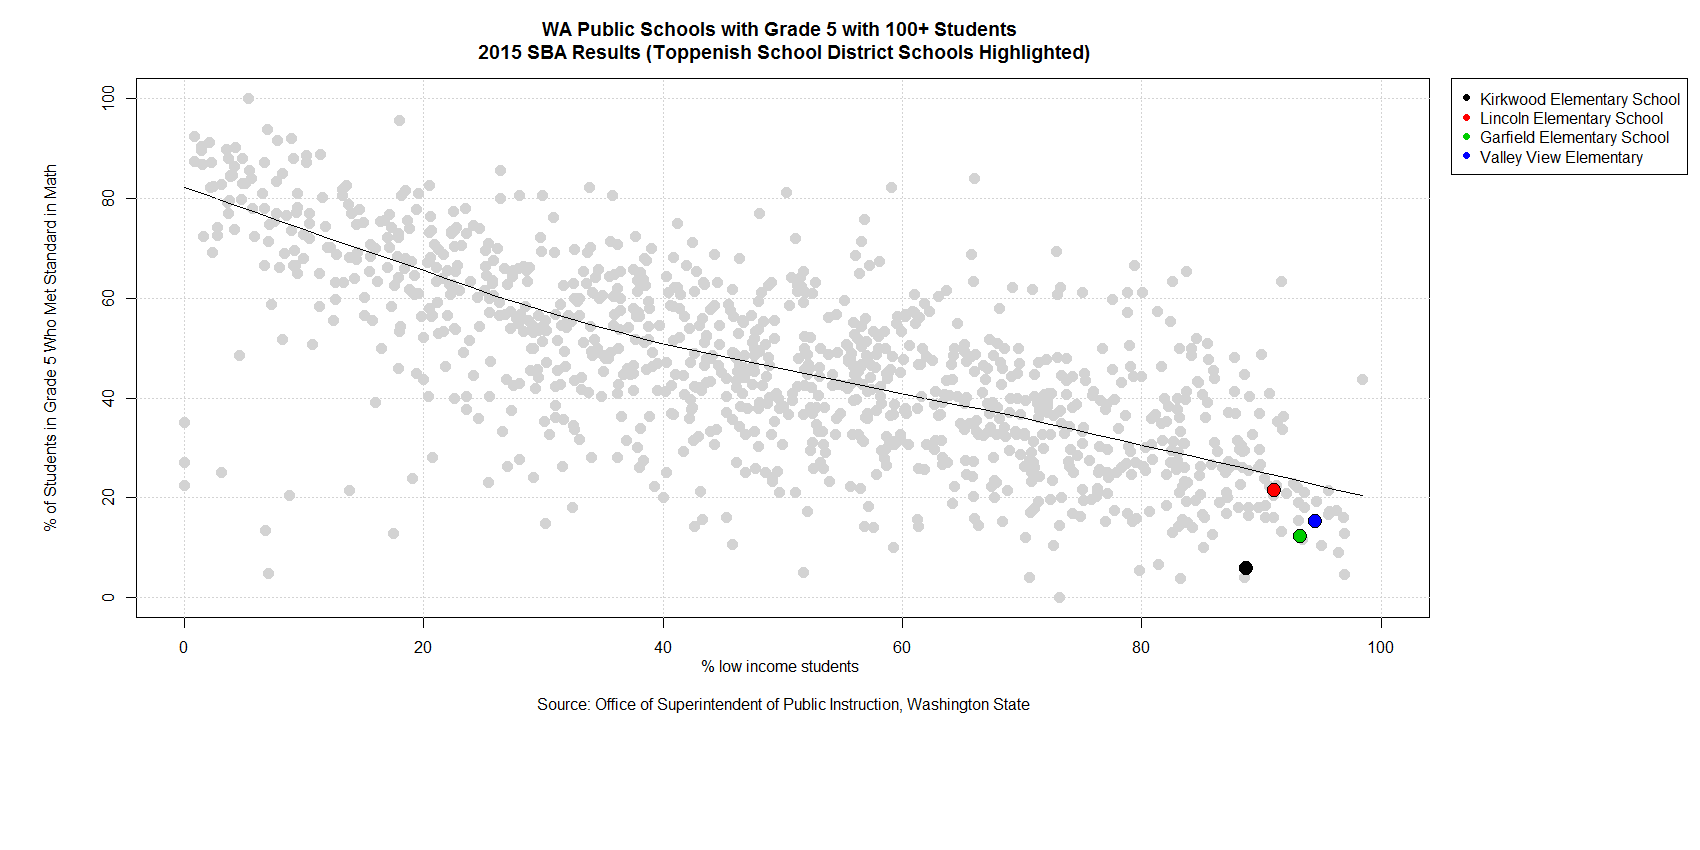 WA Public Schools with Grade 5 with 100+ Students
2015 SBA Results (Toppenish School District Schools Highlighted)
Kirkwood Elementary School
Lincoln Elementary School
Garfield Elementary School
Valley View Elementary
% of Students in Grade 5 Who Met Standard in Math
100
80
60
40
20
0
0 20 40 60 80 100
% low income students
Source: Office of Superintendent of Public Instruction, Washington State